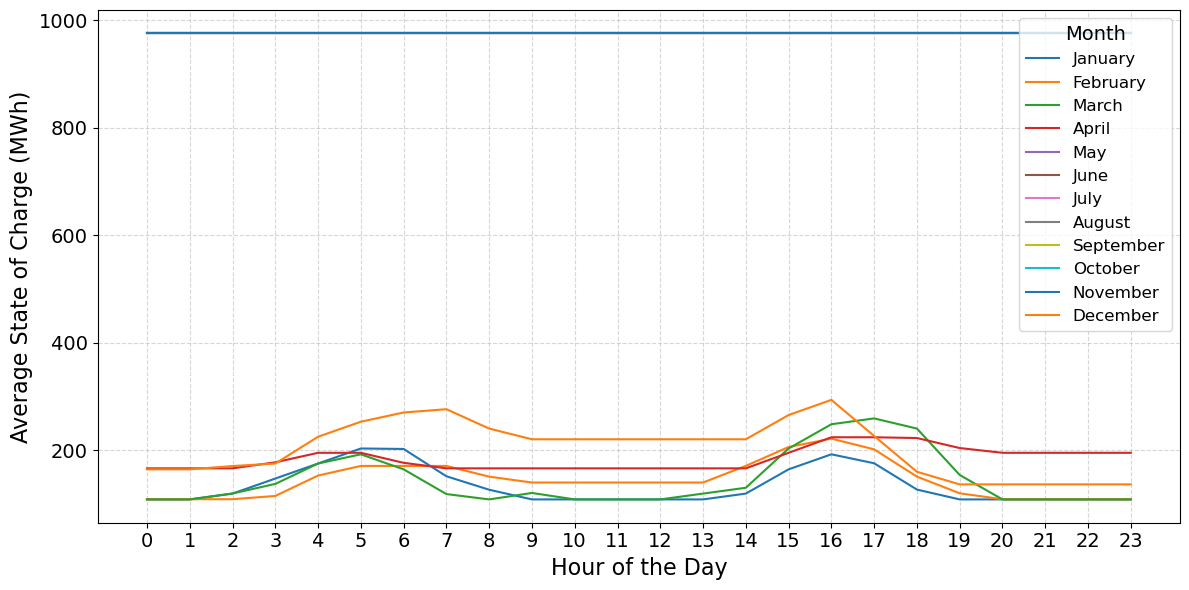 1000
800
600
400
200
Average State of Charge (MWh)
Month
January
February
March
April
May
June
July
August
September
October
November
December
0 1 2 3 4 5 6 7 8 9 10 11 12 13 14 15 16 17 18 19 20 21 22 23
Hour of the Day